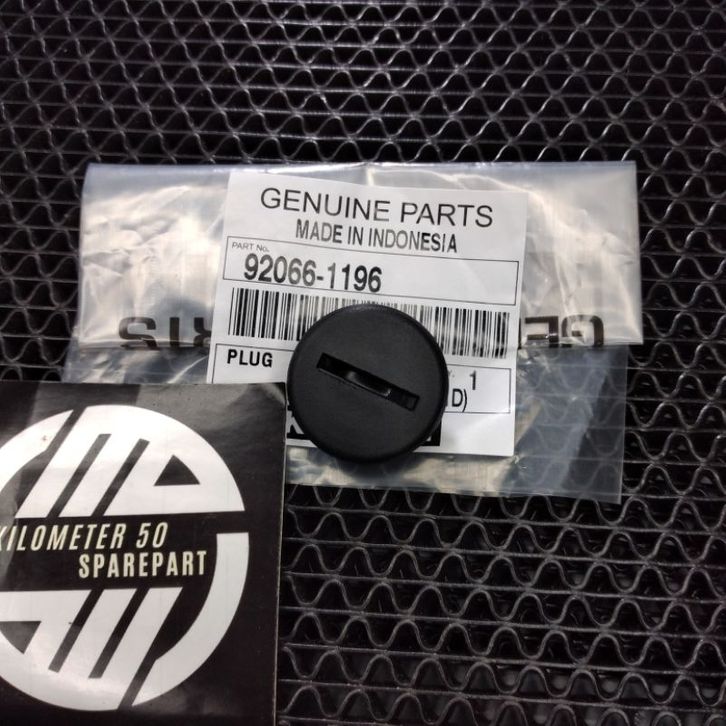 GENUINE PARTS
MADE IN INDONESIA
PART No.
92066-1196
PLUG
1
D)
KILOMETER 50
SPAREPART